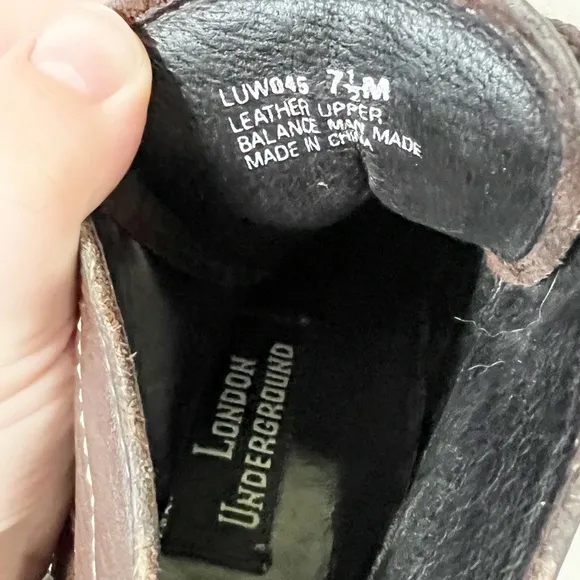 LUW045 7½M
LEATHER UPPER
BALANCE MAN MADE
MADE IN CHINA
LONDON
UNDERGROUND